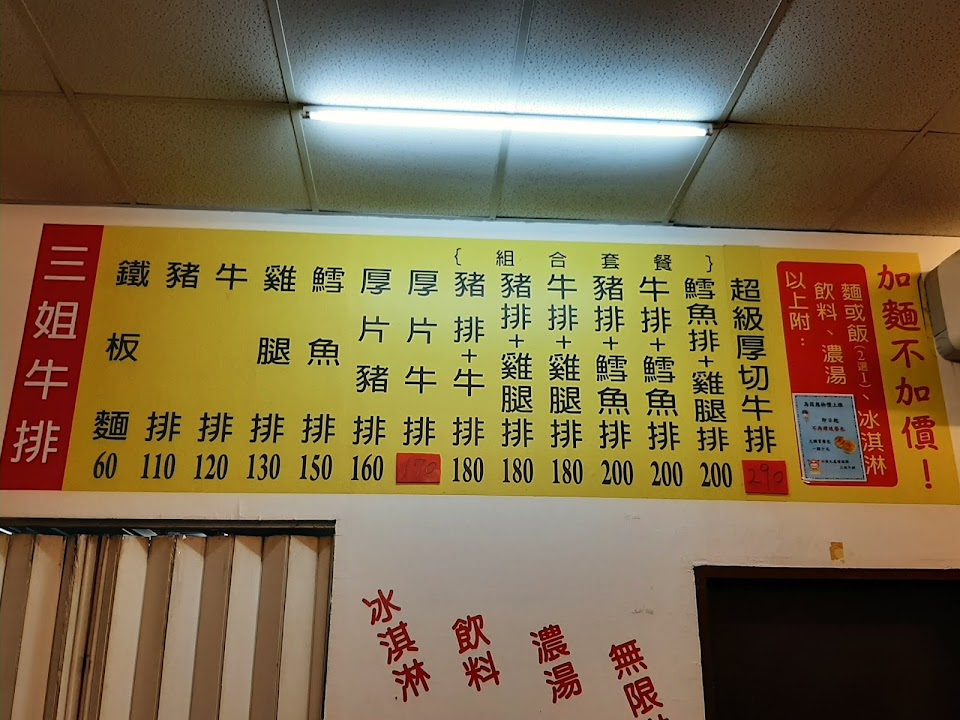 三姐牛排
鐵板麵 60
豬排 110
牛排 120
雞腿排 130
鱈魚排 150
厚片豬排 160
厚片牛排 170
{組合套餐}
豬排+牛排 180
豬排+雞腿排 180
牛排+雞腿排 180
豬排+鱈魚排 200
牛排+鱈魚排 200
鱈魚排+雞腿排 200
超級厚切牛排 290
以上附:
麵或飯(2選1)、冰淇淋
飲料、濃湯
加麵不加價!
冰淇淋
飲料
濃湯
無限